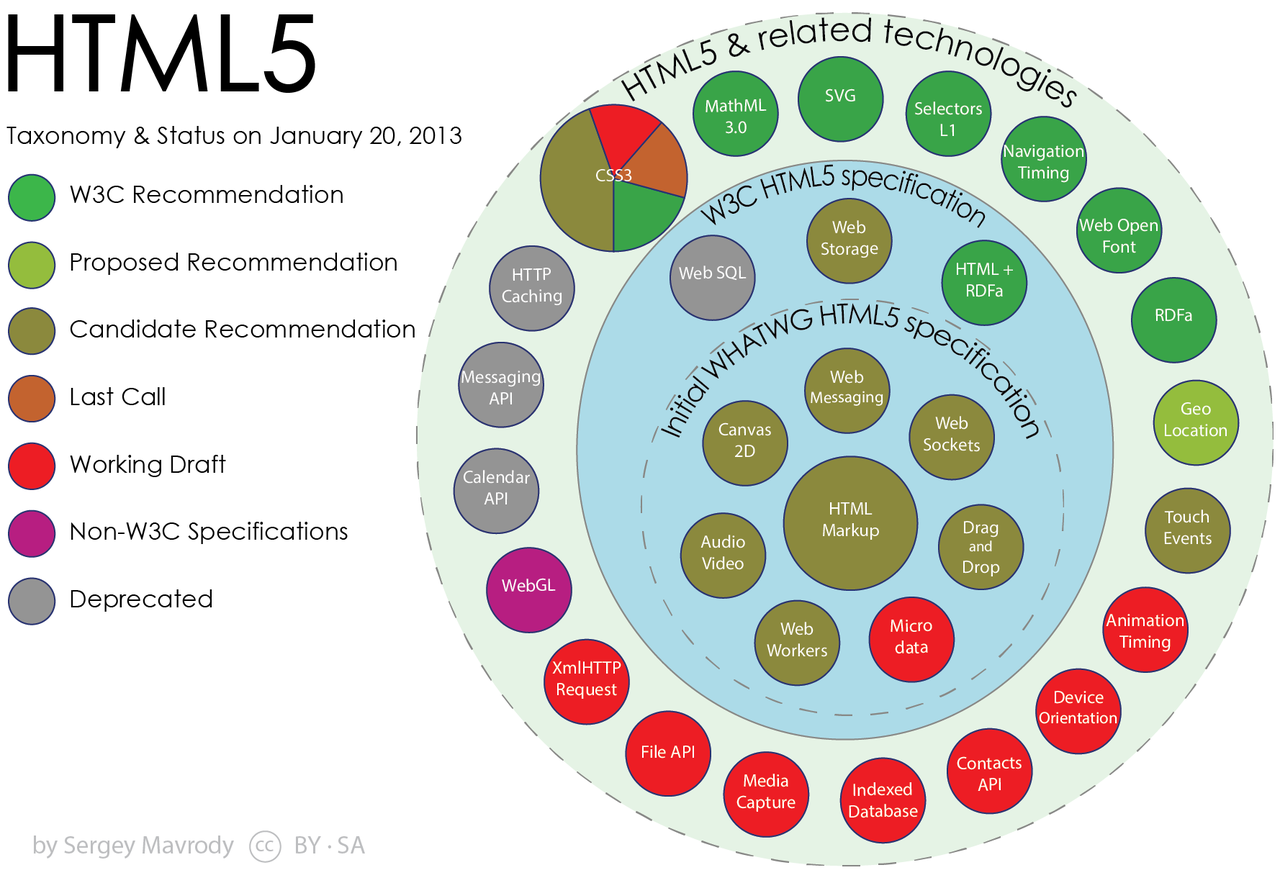 HTML5
Taxonomy & Status on January 20, 2013
W3C Recommendation
Proposed Recommendation
Candidate Recommendation
Last Call
Working Draft
Non-W3C Specifications
Deprecated
by Sergey Mavrody cc BY · SA
HTML5 & related technologies
CSS3
MathML
3.0
SVG
Selectors
L1
Navigation
Timing
Web Open
Font
RDFa
Geo
Location
Touch
Events
Animation
Timing
Device
Orientation
Contacts
API
Indexed
Database
Media
Capture
File API
XmlHTTP
Request
WebGL
Calendar
API
Messaging
API
HTTP
Caching
W3C HTML5 specification
Web SQL
Web
Storage
HTML +
RDFa
Initial WHATWG HTML5 specification
Web
Messaging
Canvas
2D
Web
Sockets
HTML
Markup
Audio
Video
Drag
and
Drop
Web
Workers
Micro
data